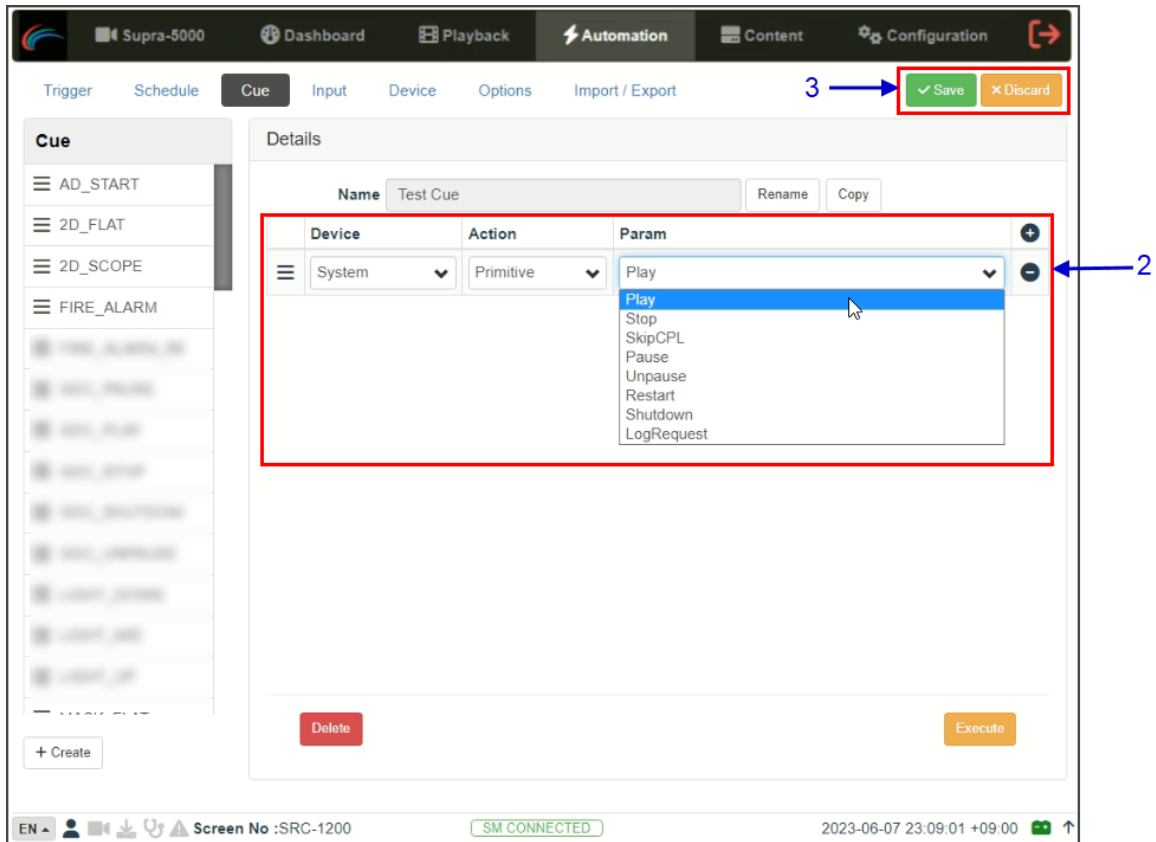 Supra-5000 Dashboard Playback Automation Content Configuration
Trigger Schedule Cue Input Device Options Import / Export 3 Save Discard
Cue
AD_START
2D_FLAT
2D_SCOPE
FIRE_ALARM
Details
Name Test Cue Rename Copy
Device Action Param
System Primitive Play 2
Play
Stop
SkipCPL
Pause
Unpause
Restart
Shutdown
LogRequest
Delete Execute
+ Create
EN Screen No :SRC-1200 SM CONNECTED 2023-06-07 23:09:01 +09:00